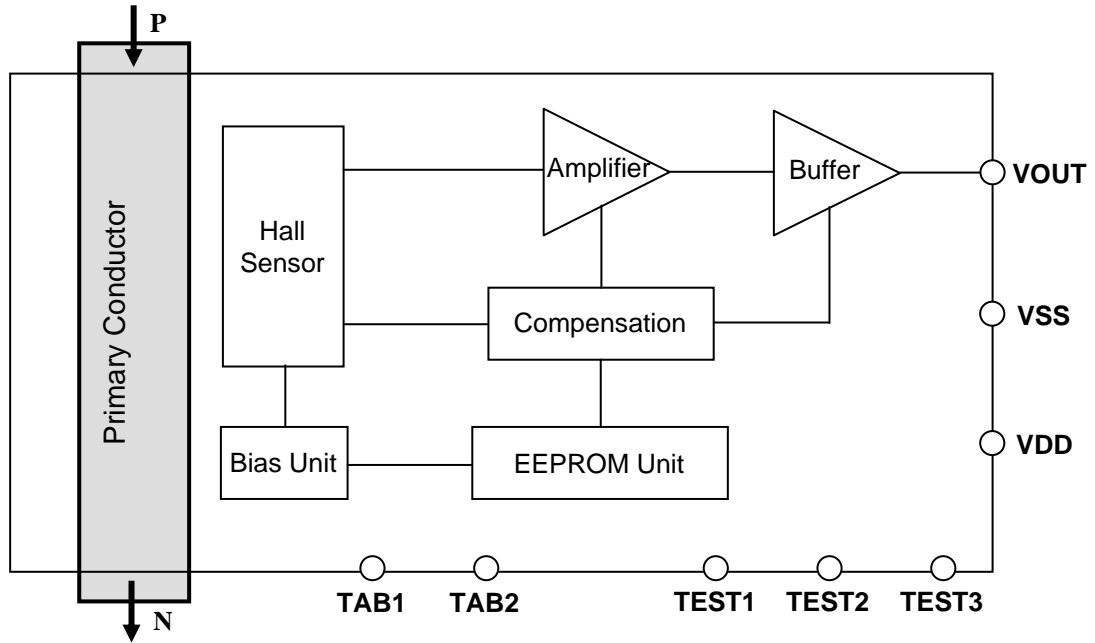 P
Amplifier
Buffer
VOUT
Hall
Sensor
Primary Conductor
Compensation
VSS
VDD
Bias Unit
EEPROM Unit
TAB1
TAB2
TEST1
TEST2
TEST3
N